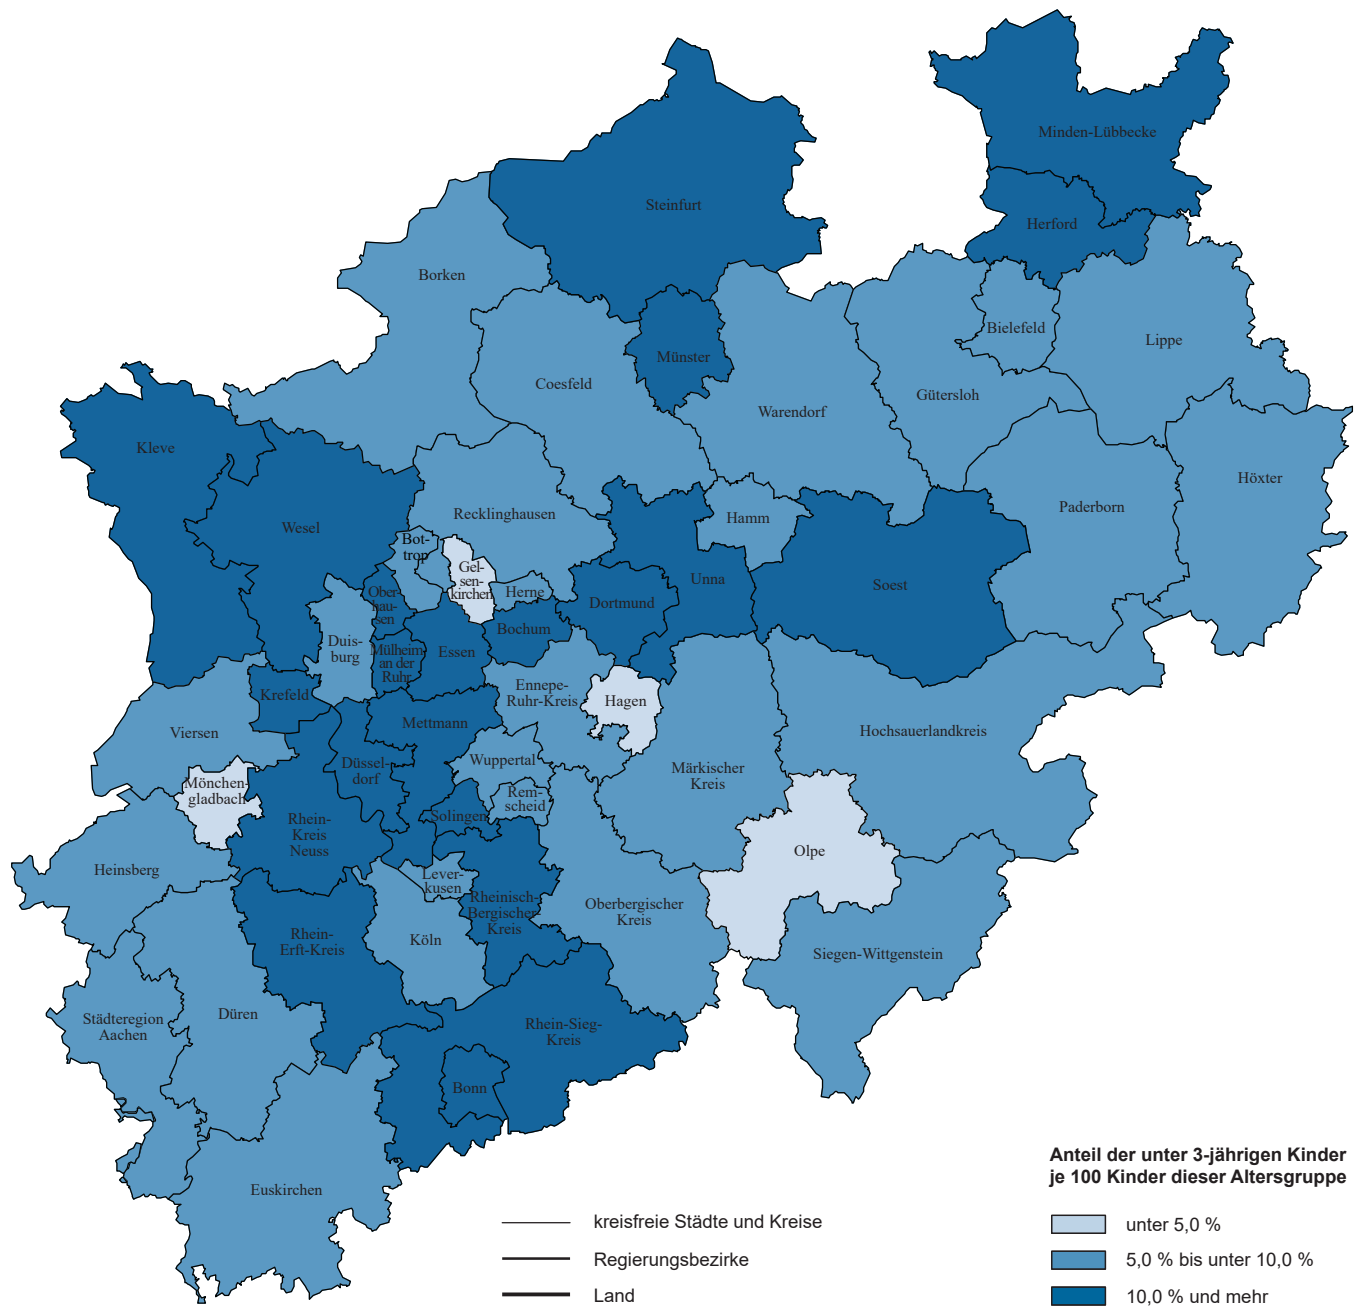 Minden-Lübbecke
Steinfurt
Herford
Borken
Bielefeld
Lippe
Münster
Coesfeld
Gütersloh
Warendorf
Kleve
Höxter
Paderborn
Recklinghausen
Hamm
Wesel
Bot-
trop
Gel-
sen-
kirchen
Unna
Soest
Herne
Ober-
hau-
sen
Dortmund
Bochum
Duis-
burg
Mülheim
an der
Ruhr
Essen
Ennepe-
Ruhr-Kreis
Krefeld
Hagen
Mettmann
Viersen
Hochsauerlandkreis
Wuppertal
Düssel-
dorf
Märkischer
Kreis
Mönchen-
gladbach
Rem-
scheid
Solingen
Rhein-
Kreis
Neuss
Olpe
Heinsberg
Lever-
kusen
Rheinisch-
Bergischer-
Kreis
Oberbergischer
Kreis
Rhein-
Erft-Kreis
Köln
Siegen-Wittgenstein
Düren
Städteregion
Aachen
Rhein-Sieg-
Kreis
Bonn
Euskirchen
Anteil der unter 3-jährigen Kinder
je 100 Kinder dieser Altersgruppe
unter 5,0 %
5,0 % bis unter 10,0 %
10,0 % und mehr
kreisfreie Städte und Kreise
Regierungsbezirke
Land